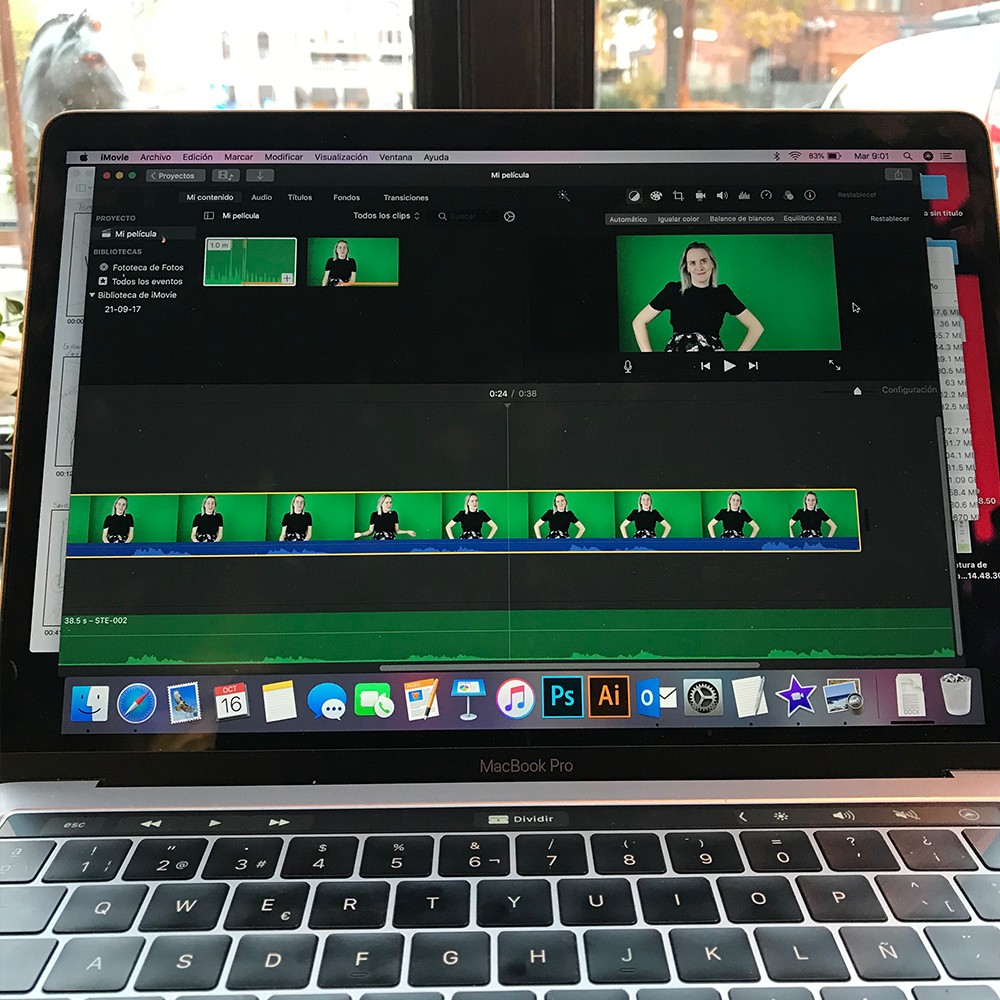 iMovie Archivo Edición Marcar Modificar Visualización Ventana Ayuda 83% Mar 9:01
Proyectos Mi película
Mi contenido Audio Títulos Fondos Transiciones Restablecer
PROYECTO Mi película Todos los clips Buscar Automático Igualar color Balance de blancos Equilibrio de tez Restablecer
Mi película
BIBLIOTECAS
Fototeca de Fotos
Todos los eventos
Biblioteca de iMovie
21-09-17
1.0 m
a sin título
0:24 / 0:38 Configuración
38.5 s – STE-002
14.48.30
OCT
16
Ps Ai
DOCX
MacBook Pro
esc Dividir
! 1 " 2 @ · 3 # $ 4 % 5 & 6 ¬ / 7 ( 8 ) 9 = 0 ? ' ¿ ¡
Q W E € R T Y U I O P ^ [
A S D F G H J K L Ñ